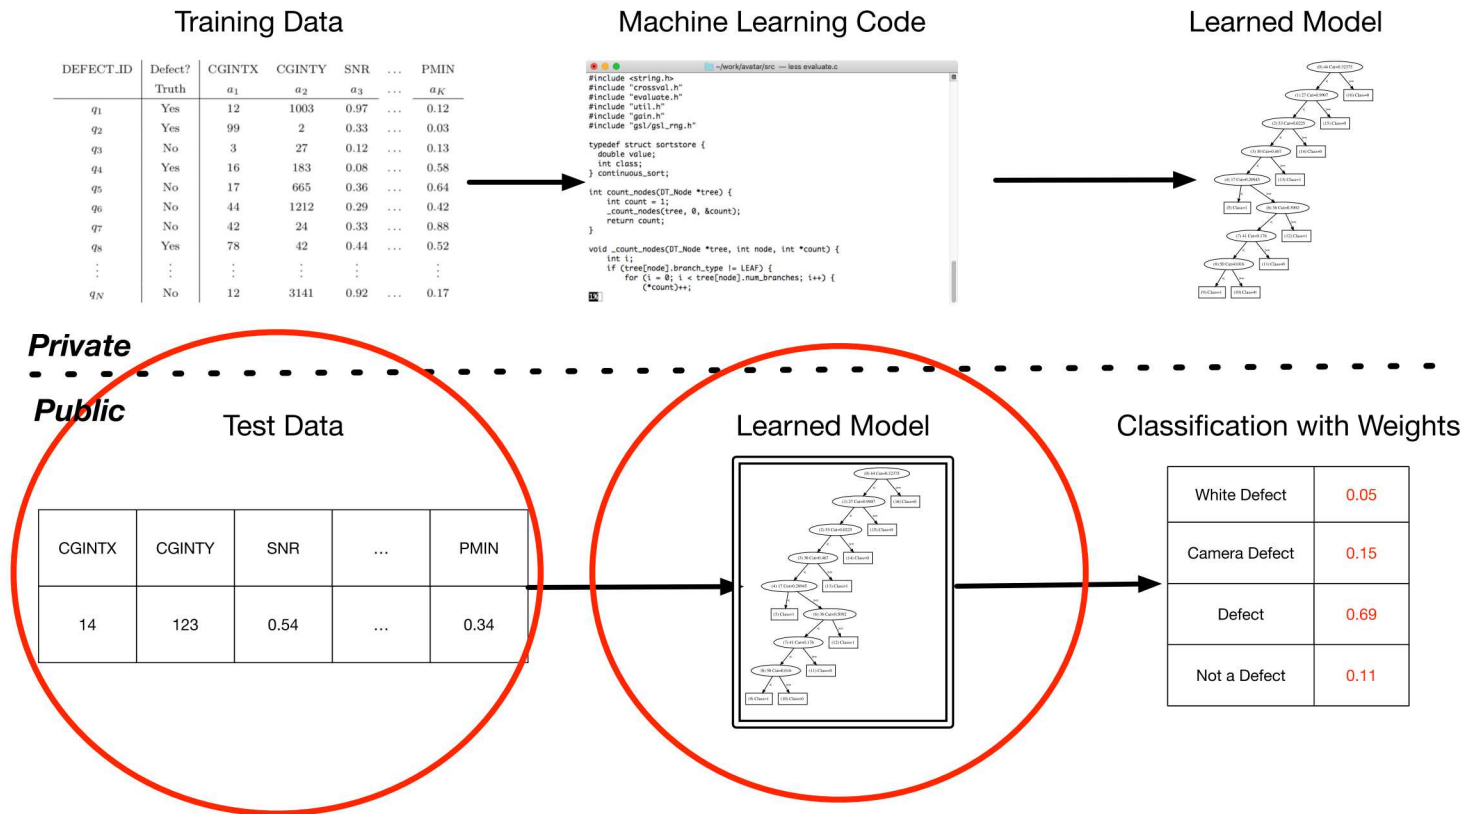 Training Data
Machine Learning Code
Learned Model
DEFECT_ID Defect? CGINTX CGINTY SNR ... PMIN
Truth a1 a2 a3 ... aK
q1 Yes 12 1003 0.97 ... 0.12
q2 Yes 99 2 0.33 ... 0.03
q3 No 3 27 0.12 ... 0.13
q4 Yes 16 183 0.08 ... 0.58
q5 No 17 665 0.36 ... 0.64
q6 No 44 1212 0.29 ... 0.42
q7 No 42 24 0.33 ... 0.88
q8 Yes 78 42 0.44 ... 0.52
⋮ ⋮ ⋮ ⋮ ⋮ ⋮
qN No 12 3141 0.92 ... 0.17
~/work/avatar/src — less evaluate.c
#include <string.h>
#include "crossval.h"
#include "evaluate.h"
#include "util.h"
#include "gain.h"
#include "gsl/gsl_rng.h"
typedef struct sortstore {
double value;
int class;
} continuous_sort;
int count_nodes(DT_Node *tree) {
int count = 1;
_count_nodes(tree, 0, &count);
return count;
}
void _count_nodes(DT_Node *tree, int node, int *count) {
int i;
if (tree[node].branch_type != LEAF) {
for (i = 0; i < tree[node].num_branches; i++) {
(*count)++;
1%
Private
Public
Test Data
Learned Model
Classification with Weights
CGINTX CGINTY SNR ... PMIN
14 123 0.54 ... 0.34
White Defect 0.05
Camera Defect 0.15
Defect 0.69
Not a Defect 0.11